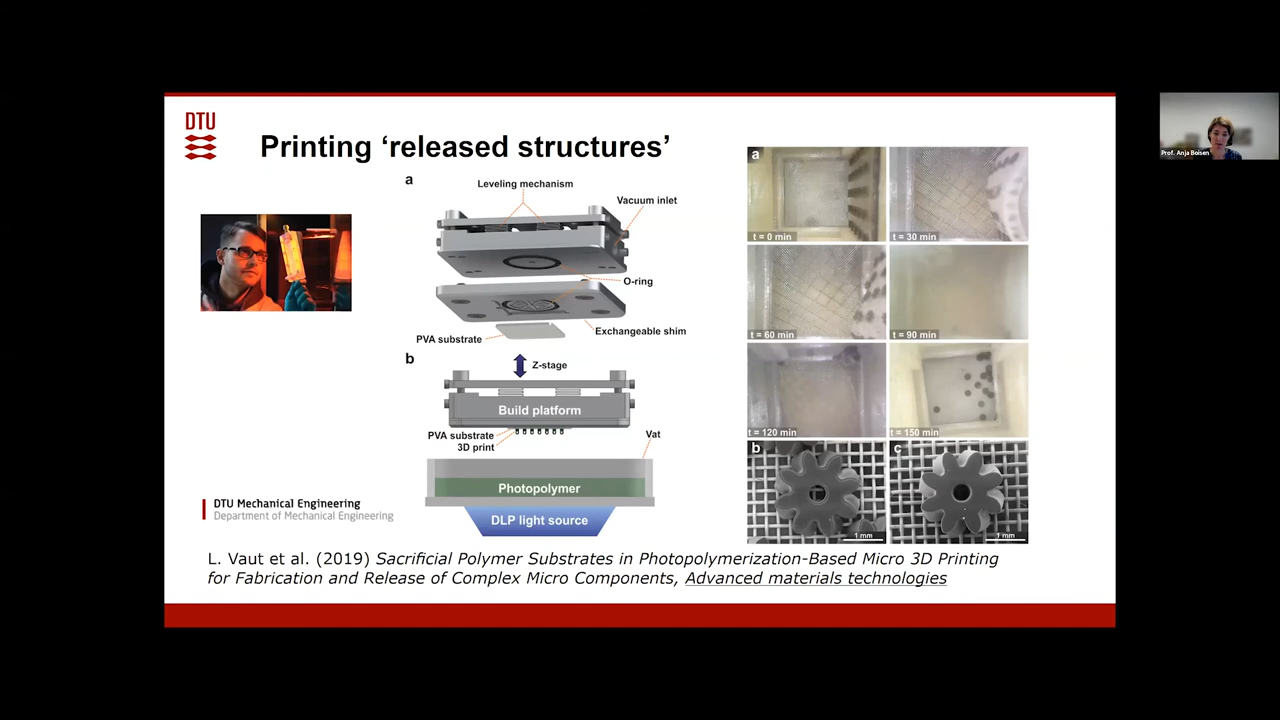 DTU
Printing ‘released structures’
a
Leveling mechanism
Vacuum inlet
O-ring
Exchangeable shim
PVA substrate
b
Z-stage
Build platform
PVA substrate
3D print
Vat
Photopolymer
DLP light source
a
t = 0 min
t = 30 min
t = 60 min
t = 90 min
t = 120 min
t = 150 min
b
1 mm
c
1 mm
DTU Mechanical Engineering
Department of Mechanical Engineering
L. Vaut et al. (2019) Sacrificial Polymer Substrates in Photopolymerization-Based Micro 3D Printing
for Fabrication and Release of Complex Micro Components, Advanced materials technologies
Prof. Anja Boisen